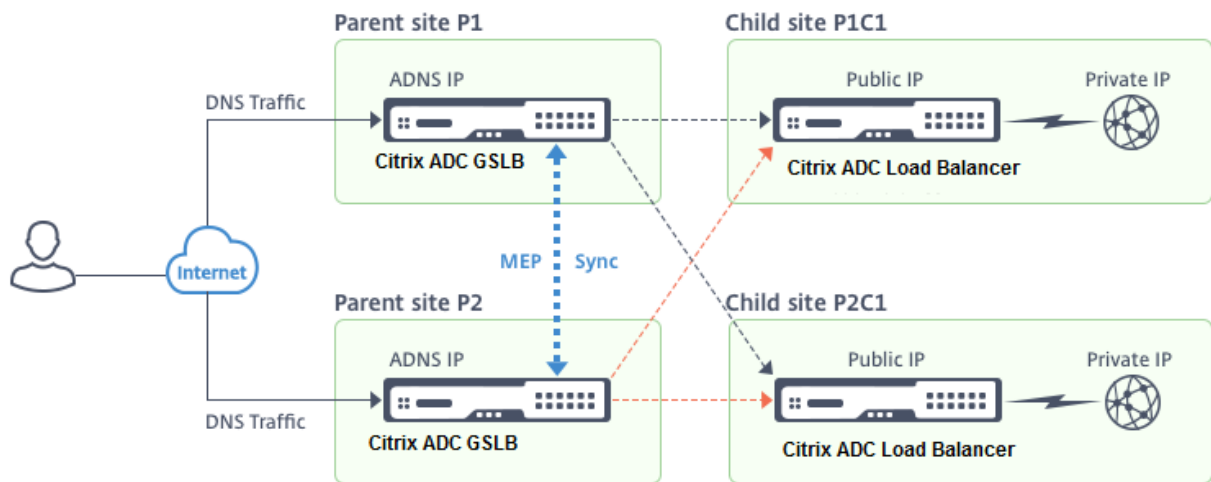 Parent site P1
Child site P1C1
ADNS IP
Public IP
Private IP
DNS Traffic
Citrix ADC GSLB
Citrix ADC Load Balancer
Internet
MEP Sync
Parent site P2
Child site P2C1
ADNS IP
Public IP
Private IP
DNS Traffic
Citrix ADC GSLB
Citrix ADC Load Balancer